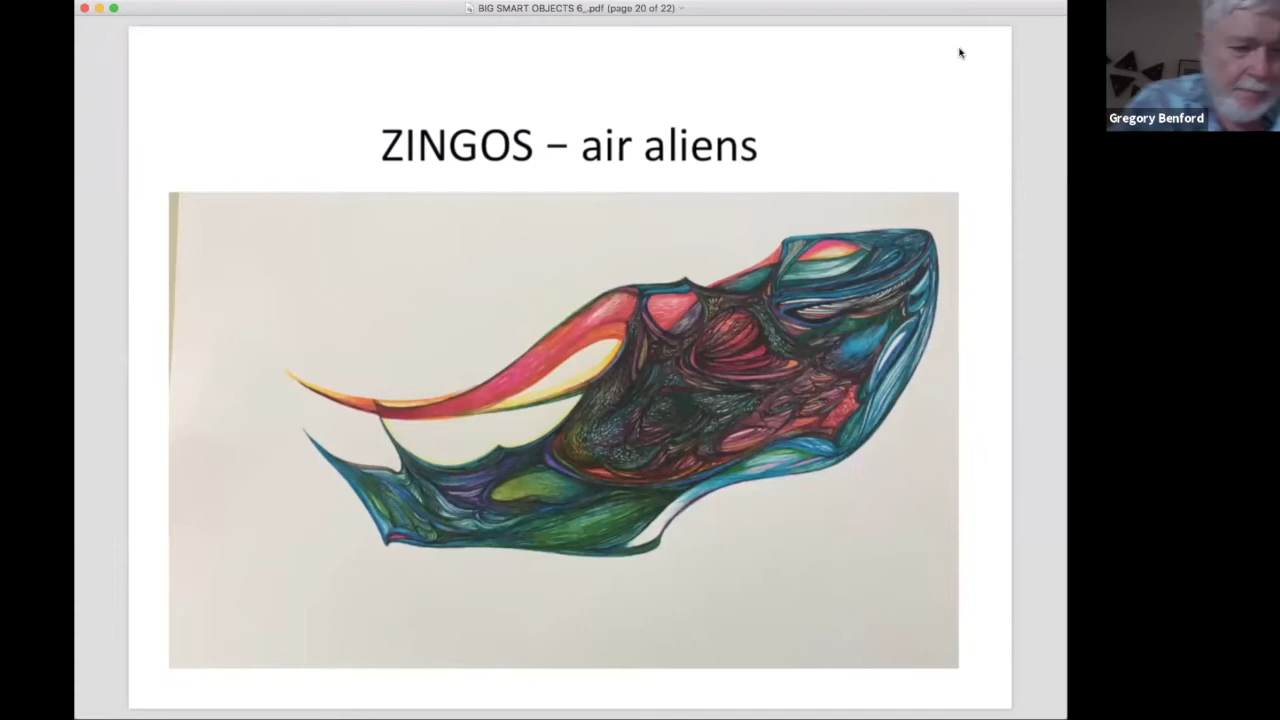 BIG SMART OBJECTS 6_.pdf (page 20 of 22)
ZINGOS – air aliens
Gregory Benford